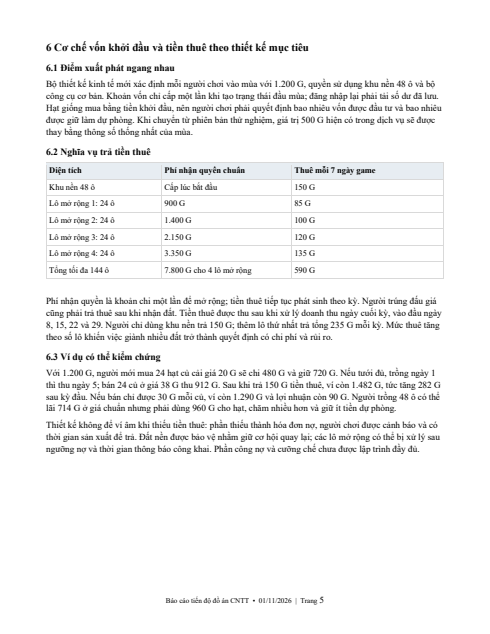 6 Cơ chế vốn khởi đầu và tiền thuê theo thiết kế mục tiêu
6.1 Điểm xuất phát ngang nhau
Bộ thiết kế kinh tế mới xác định mỗi người chơi vào mùa với 1.200 G, quyền sử dụng khu nền 48 ô và bộ
công cụ cơ bản. Khoản vốn chỉ cấp một lần khi tạo trạng thái đầu mùa; đăng nhập lại phải tải số dư đã lưu.
Hạt giống mua bằng tiền khởi đầu, nên người chơi phải quyết định bao nhiêu vốn được đầu tư và bao nhiêu
được giữ làm dự phòng. Khi chuyển từ phiên bản thử nghiệm, giá trị 500 G hiện có trong dịch vụ sẽ được
thay bằng thông số thống nhất của mùa.
6.2 Nghĩa vụ trả tiền thuê
Diện tích Phí nhận quyền chuẩn Thuê mỗi 7 ngày game
Khu nền 48 ô Cấp lúc bắt đầu 150 G
Lô mở rộng 1: 24 ô 900 G 85 G
Lô mở rộng 2: 24 ô 1.400 G 100 G
Lô mở rộng 3: 24 ô 2.150 G 120 G
Lô mở rộng 4: 24 ô 3.350 G 135 G
Tổng tối đa 144 ô 7.800 G cho 4 lô mở rộng 590 G
Phí nhận quyền là khoản chi một lần để mở rộng; tiền thuê tiếp tục phát sinh theo kỳ. Người trúng đấu giá
cũng phải trả thuê sau khi nhận đất. Tiền thuê được thu sau khi xử lý doanh thu ngày cuối kỳ, vào đầu ngày
8, 15, 22 và 29. Người chỉ dùng khu nền trả 150 G; thêm lô thứ nhất trả tổng 235 G mỗi kỳ. Mức thuê tăng
theo số lô khiến việc giành nhiều đất trở thành quyết định có chi phí và rủi ro.
6.3 Ví dụ có thể kiểm chứng
Với 1.200 G, người mới mua 24 hạt củ cải giá 20 G sẽ chi 480 G và giữ 720 G. Nếu tưới đủ, trồng ngày 1
thì thu ngày 5; bán 24 củ ở giá 38 G thu 912 G. Sau khi trả 150 G tiền thuê, ví còn 1.482 G, tức tăng 282 G
sau kỳ đầu. Nếu bán chỉ được 30 G mỗi củ, ví còn 1.290 G và lợi nhuận còn 90 G. Người trồng 48 ô có thể
lãi 714 G ở giá chuẩn nhưng phải dùng 960 G cho hạt, chăm nhiều hơn và giữ ít tiền dự phòng.
Thiết kế không để ví âm khi thiếu tiền thuê: phần thiếu thành hóa đơn nợ, người chơi được cảnh báo và có
thời gian sản xuất để trả. Đất nền được bảo vệ nhằm giữ cơ hội quay lại; các lô mở rộng có thể bị xử lý sau
ngưỡng nợ và thời gian thông báo công khai. Phần công nợ và cưỡng chế chưa được lập trình đầy đủ.
Báo cáo tiến độ đồ án CNTT • 01/11/2026 | Trang 5